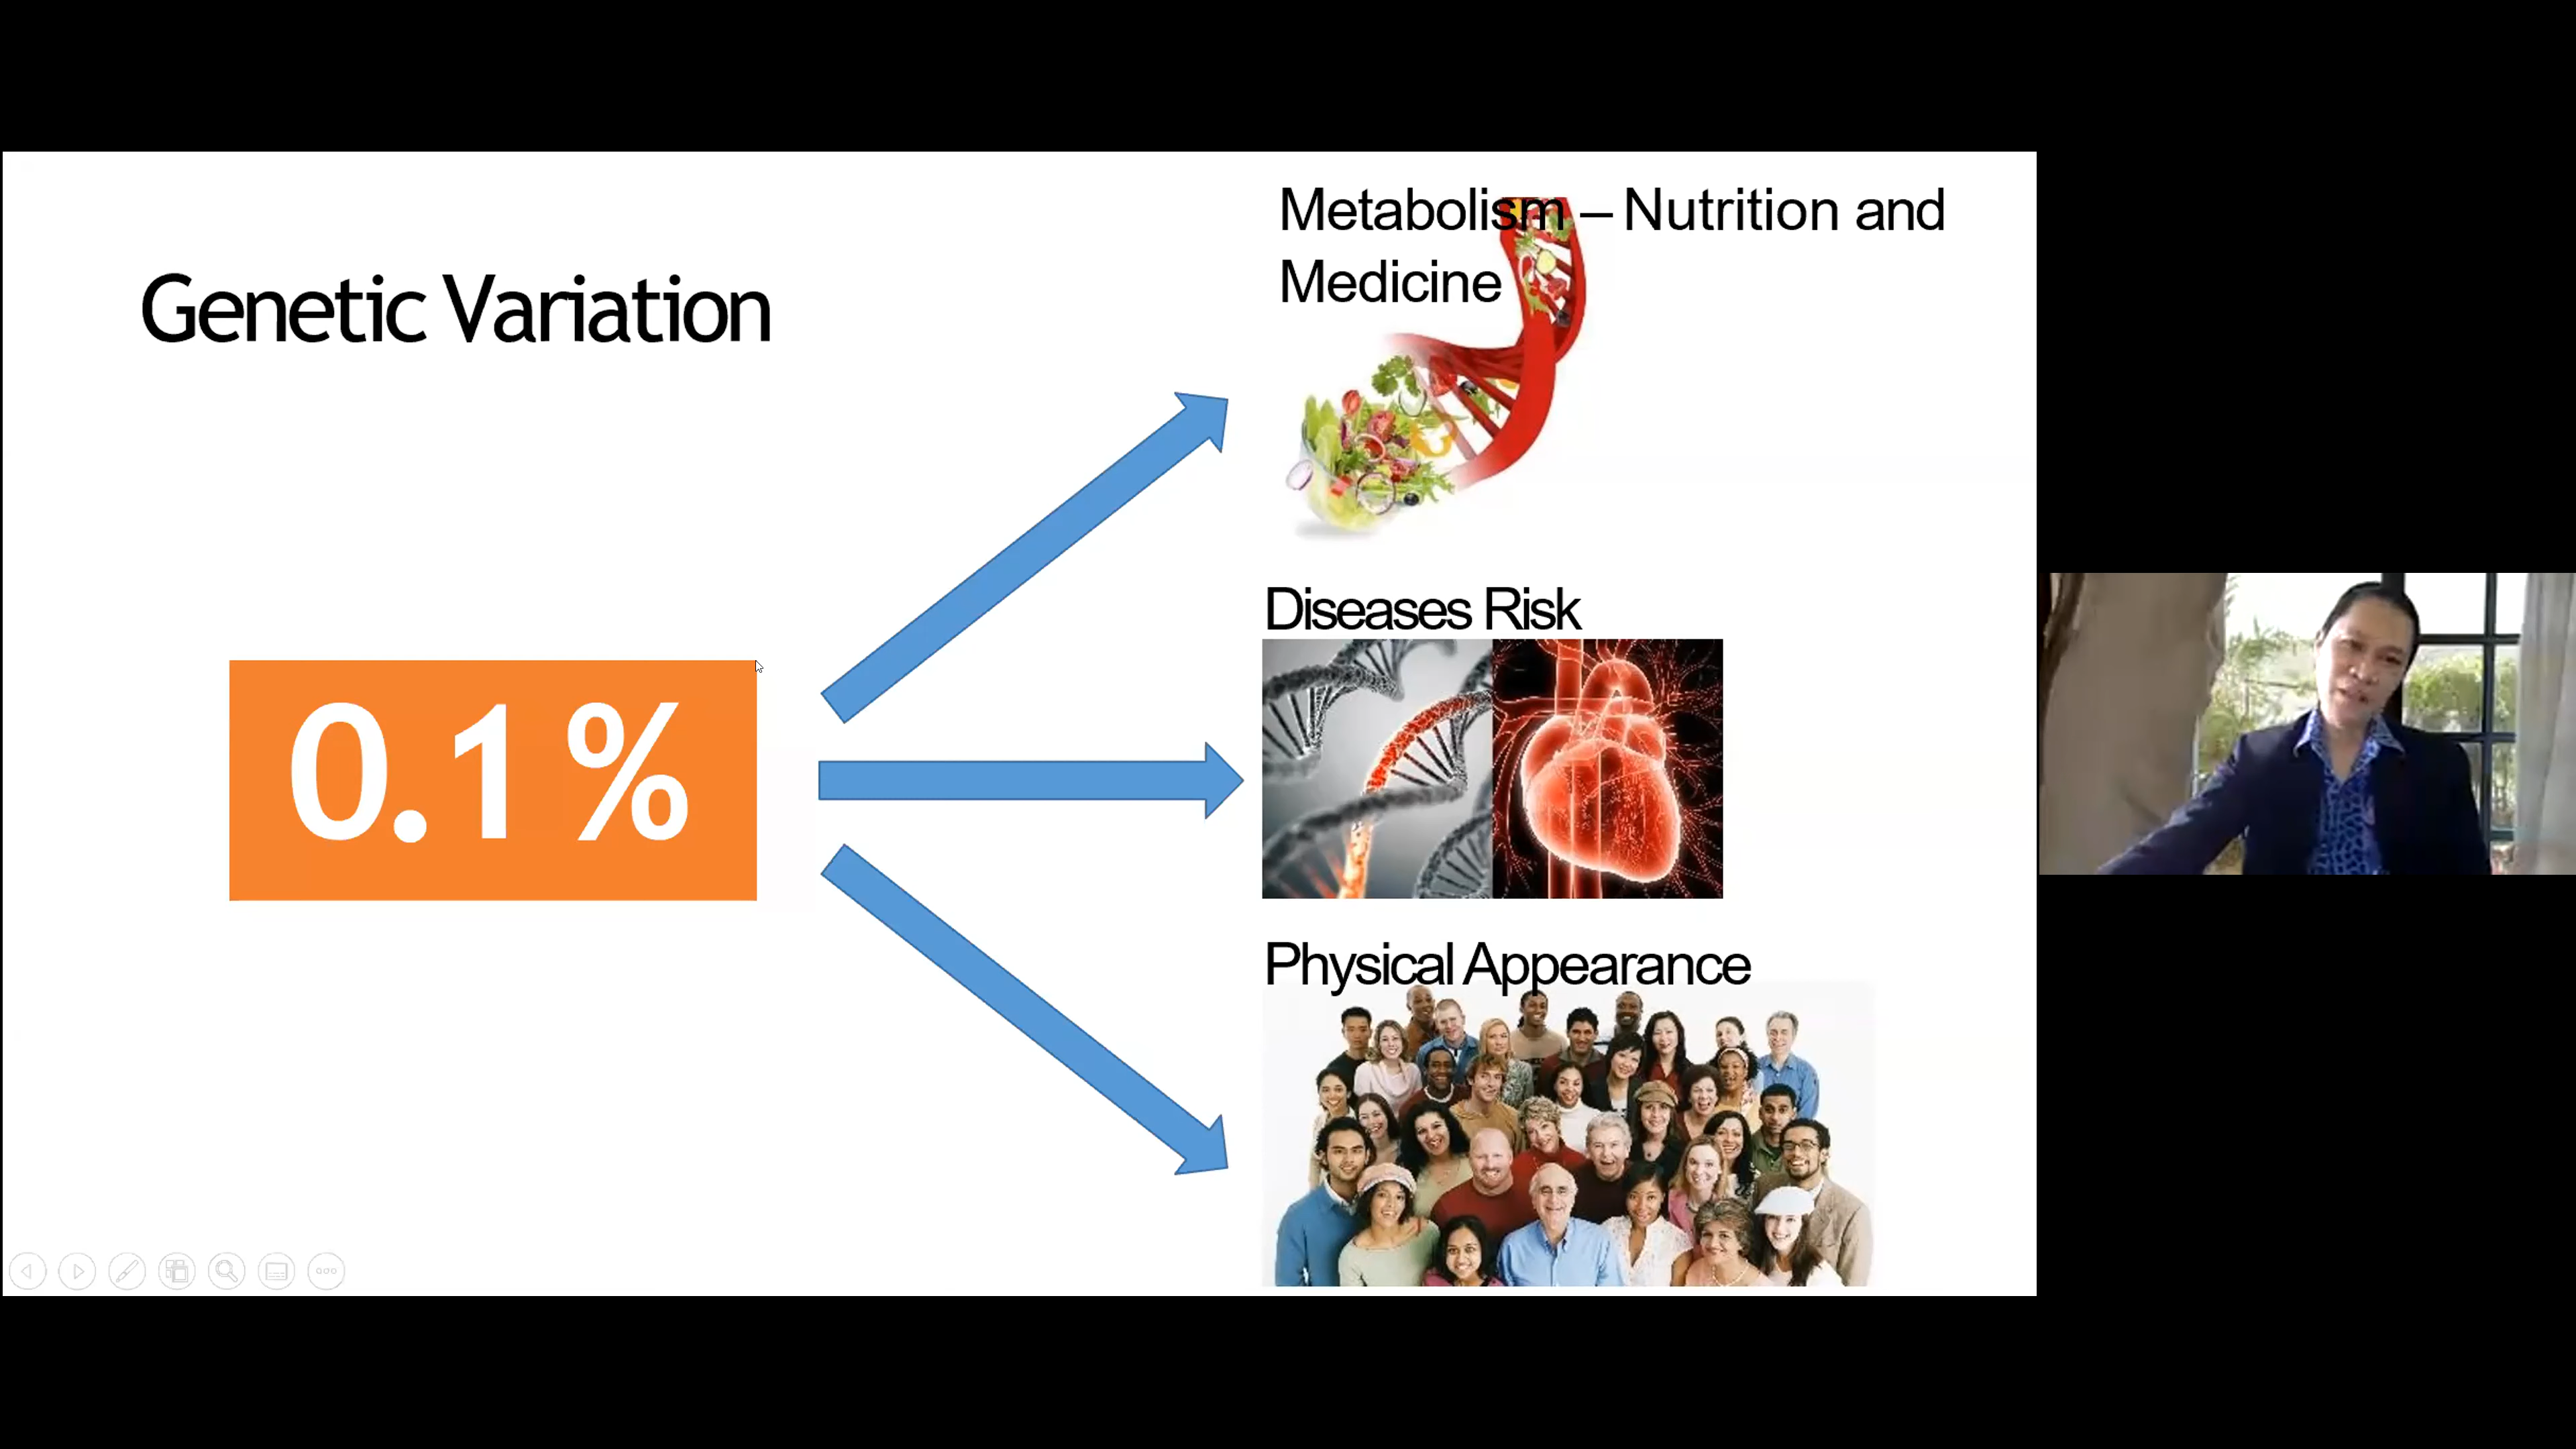 Genetic Variation
0.1%
Metabolism – Nutrition and
Medicine
Diseases Risk
Physical Appearance